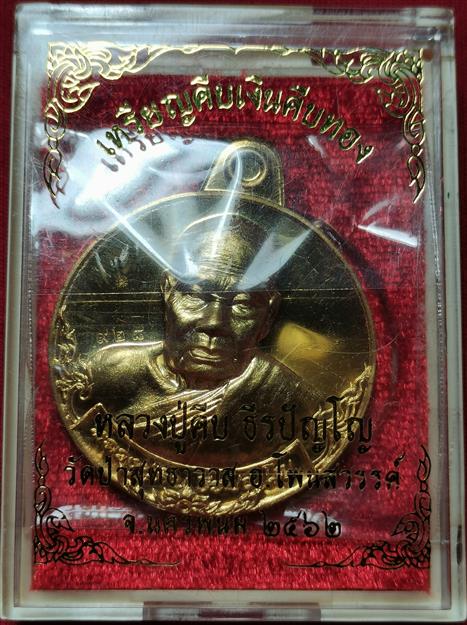 เหรียญคืบเงินคืบทอง
๙๒๕
หลวงปู่คืบ ธีรปัญโญ
วัดป่าสุทธาวาส อ.โพนสวรรค์
จ.นครพนม ๒๕๖๒